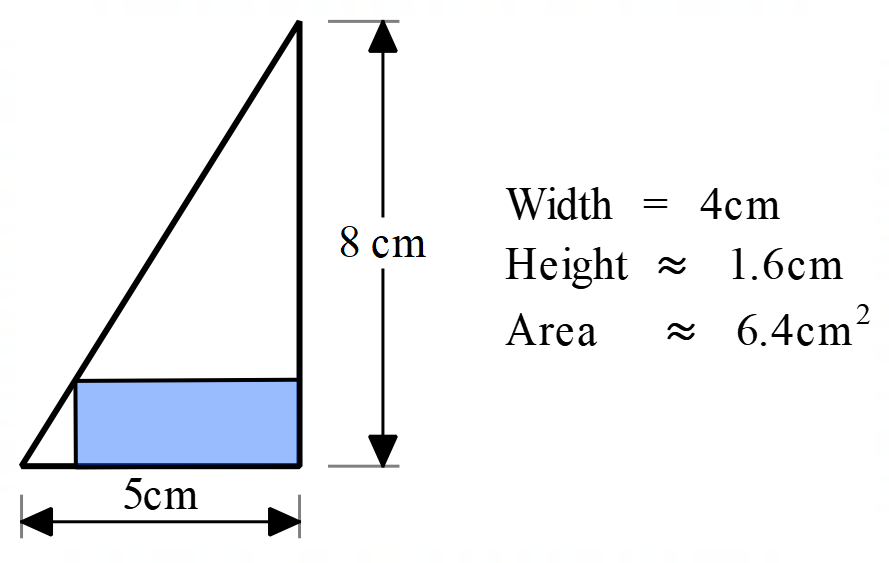 8 cm
Width = 4cm
Height ≈ 1.6cm
Area ≈ 6.4cm²
5cm